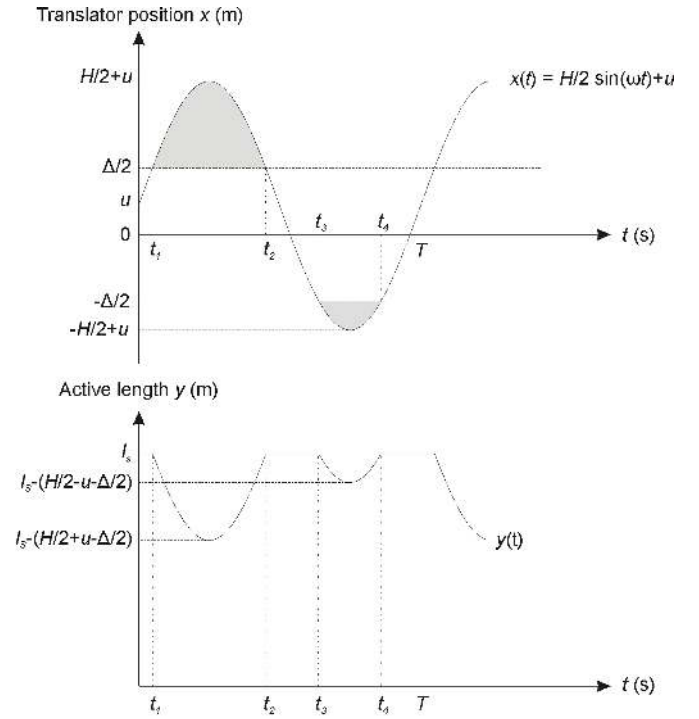 Translator position x (m)
H/2+u
x(t) = H/2 sin(ωt)+u
Δ/2
u
t₃ t₄
0
t₁ t₂ T t (s)
-Δ/2
-H/2+u
Active length y (m)
lₛ
lₛ-(H/2-u-Δ/2)
lₛ-(H/2+u-Δ/2)
y(t)
t (s)
t₁ t₂ t₃ t₄ T